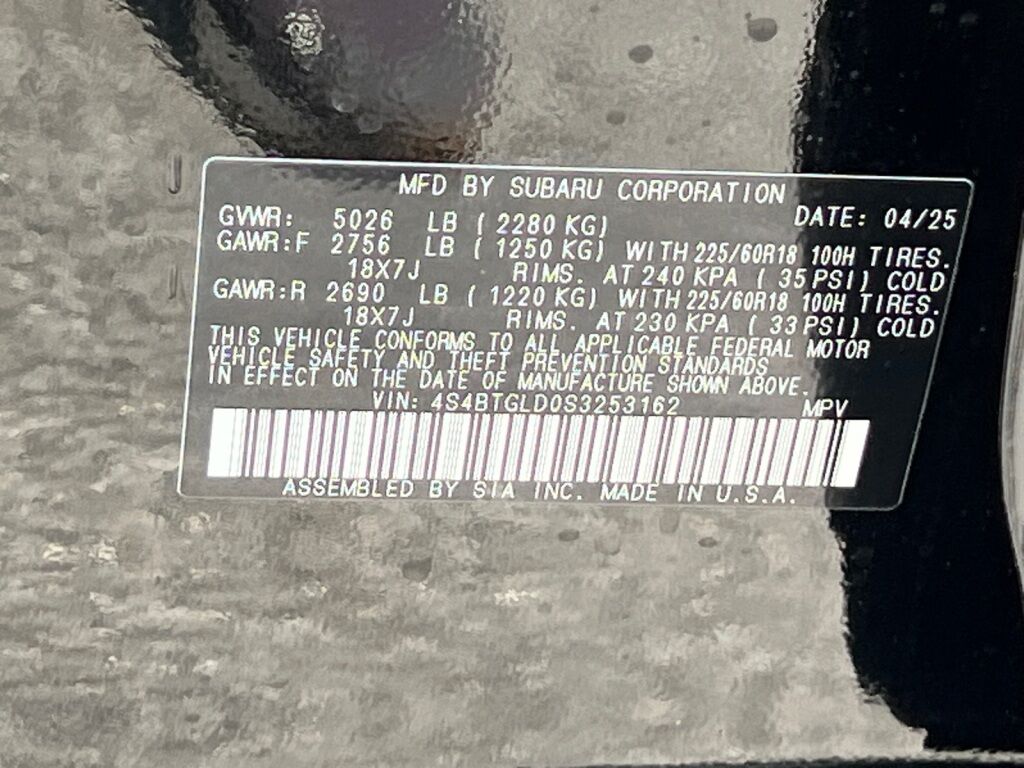 MFD BY SUBARU CORPORATION
GVWR: 5026 LB ( 2280 KG) DATE: 04/25
GAWR:F 2756 LB ( 1250 KG) WITH 225/60R18 100H TIRES.
18X7J RIMS. AT 240 KPA ( 35 PSI) COLD
GAWR:R 2690 LB ( 1220 KG) WITH 225/60R18 100H TIRES.
18X7J RIMS. AT 230 KPA ( 33 PSI) COLD
THIS VEHICLE CONFORMS TO ALL APPLICABLE FEDERAL MOTOR
VEHICLE SAFETY AND THEFT PREVENTION STANDARDS
IN EFFECT ON THE DATE OF MANUFACTURE SHOWN ABOVE.
VIN: 4S4BTGLD0S3253162 MPV
ASSEMBLED BY SIA INC. MADE IN U.S.A.